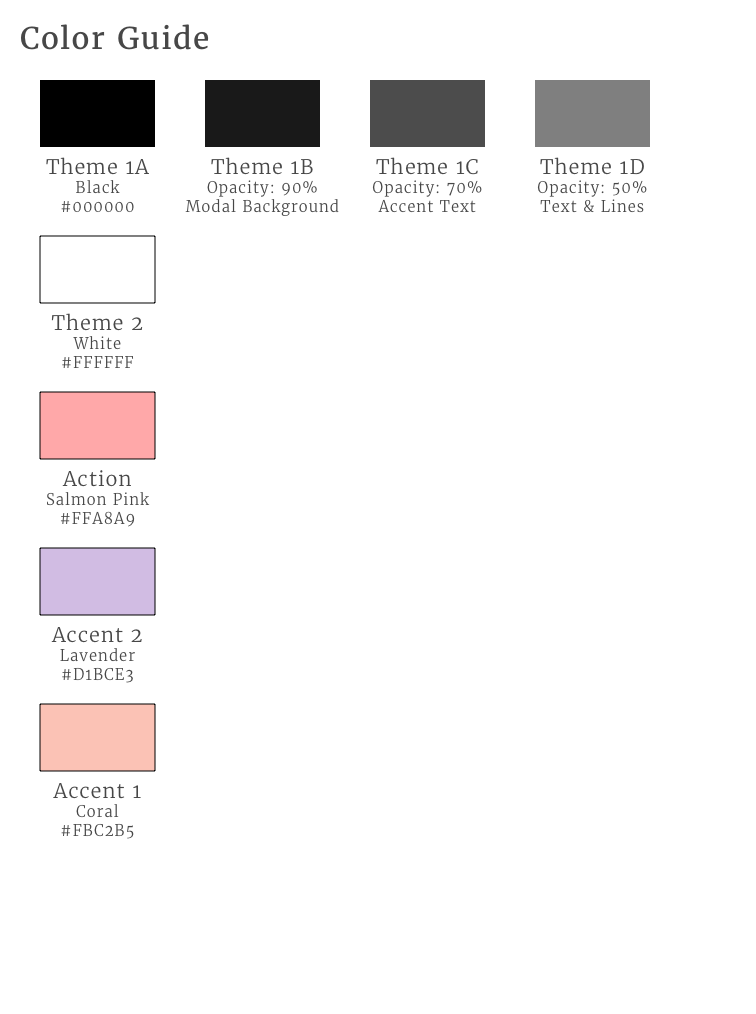 Color Guide
Theme 1A
Black
#000000
Theme 1B
Opacity: 90%
Modal Background
Theme 1C
Opacity: 70%
Accent Text
Theme 1D
Opacity: 50%
Text & Lines
Theme 2
White
#FFFFFF
Action
Salmon Pink
#FFA8A9
Accent 2
Lavender
#D1BCE3
Accent 1
Coral
#FBC2B5